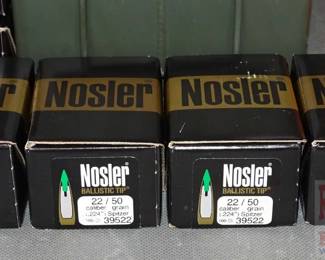 Nosler
Nosler
Nosler
BALLISTIC TIP
22 / 50
caliber grain
(.224") Spitzer
39522
Nosler
BALLISTIC TIP
22 / 50
caliber grain
(.224") Spitzer
39522